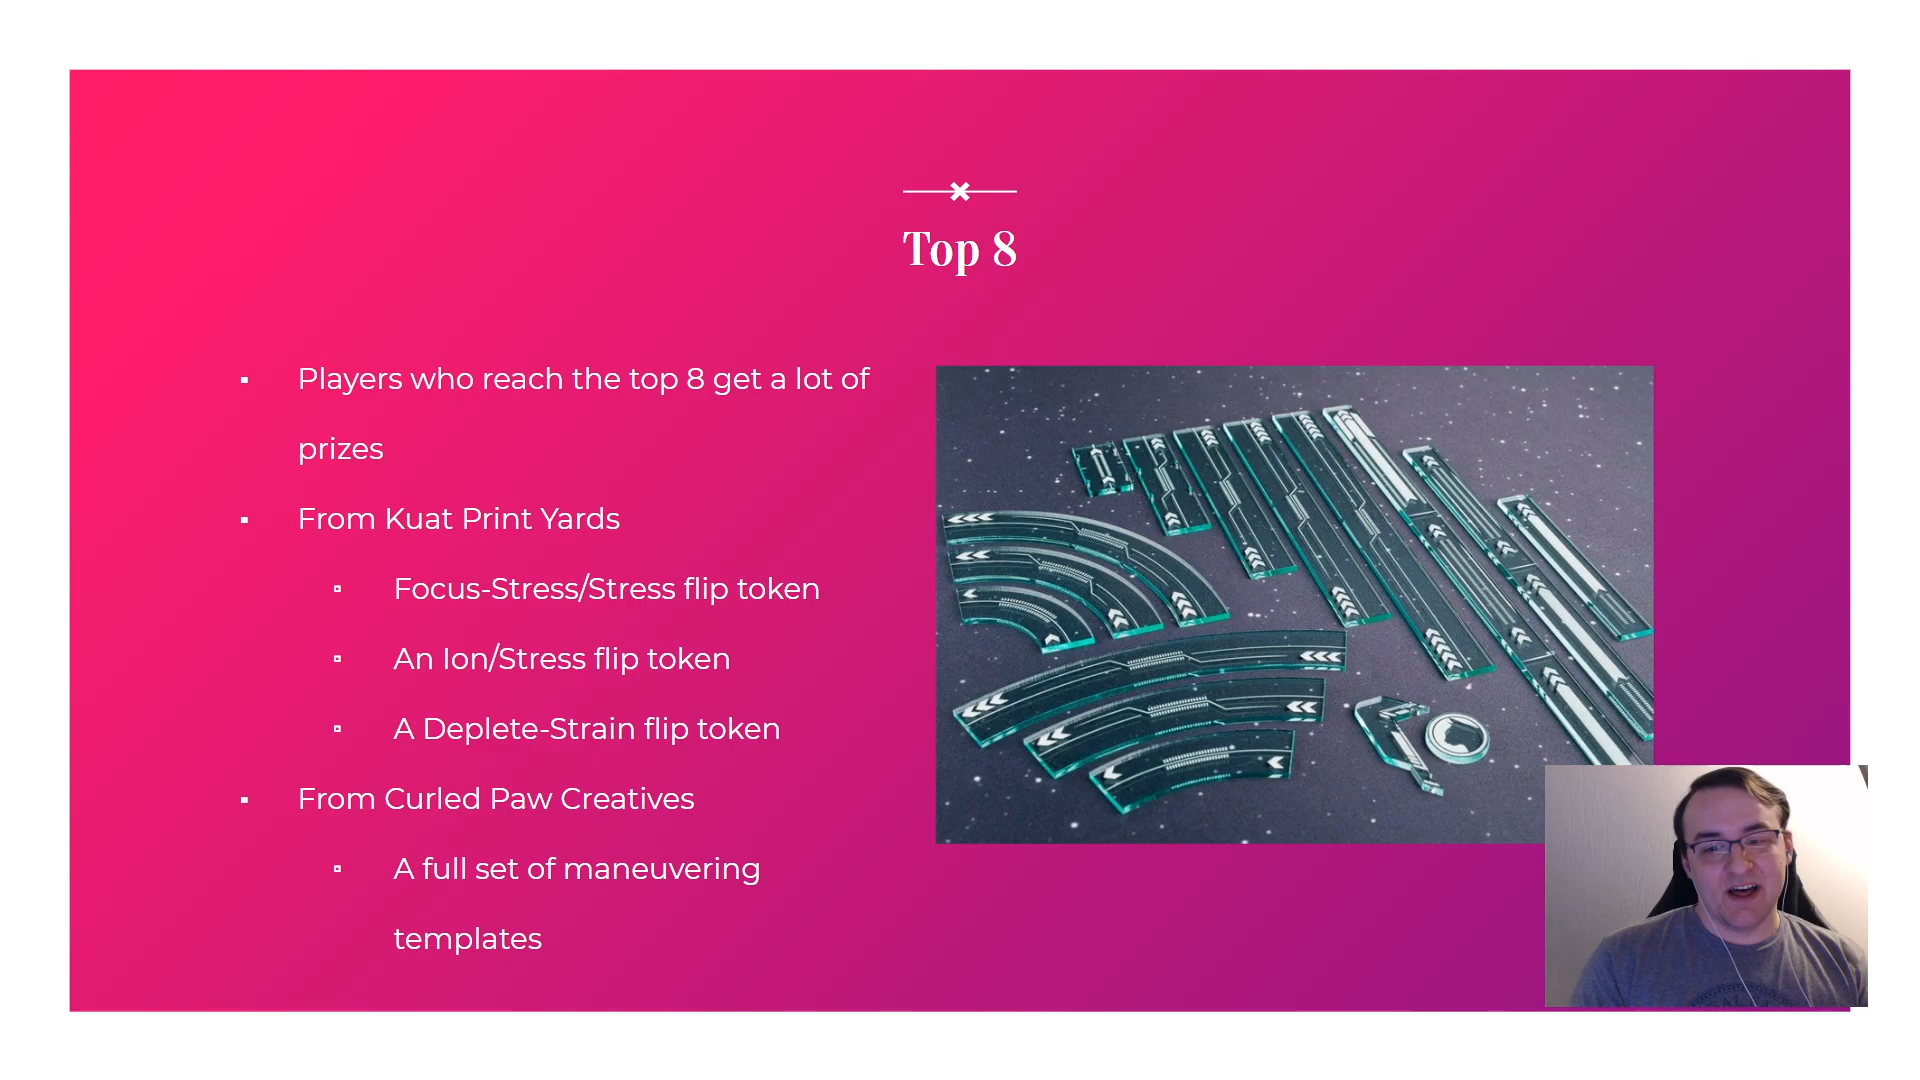 Top 8
Players who reach the top 8 get a lot of
prizes
From Kuat Print Yards
Focus-Stress/Stress flip token
An Ion/Stress flip token
A Deplete-Strain flip token
From Curled Paw Creatives
A full set of maneuvering
templates